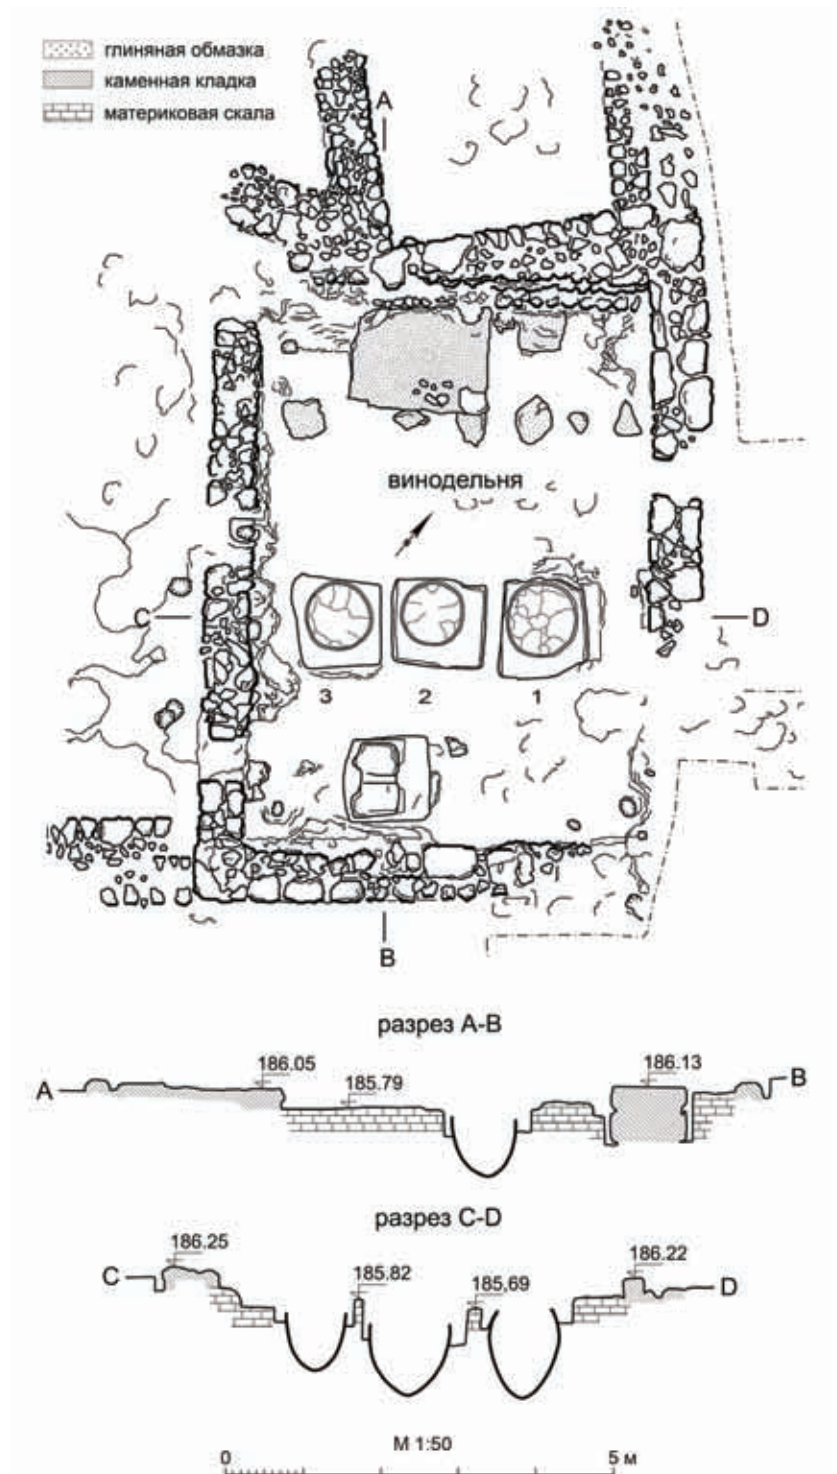 глиняная обмазка
каменная кладка
материковая скала
A
винодельня
C
D
3 2 1
B
разрез A-B
A
186.05
185.79
186.13
B
разрез C-D
C
186.25
185.82
185,69
186.22
D
М 1:50
0 5 м